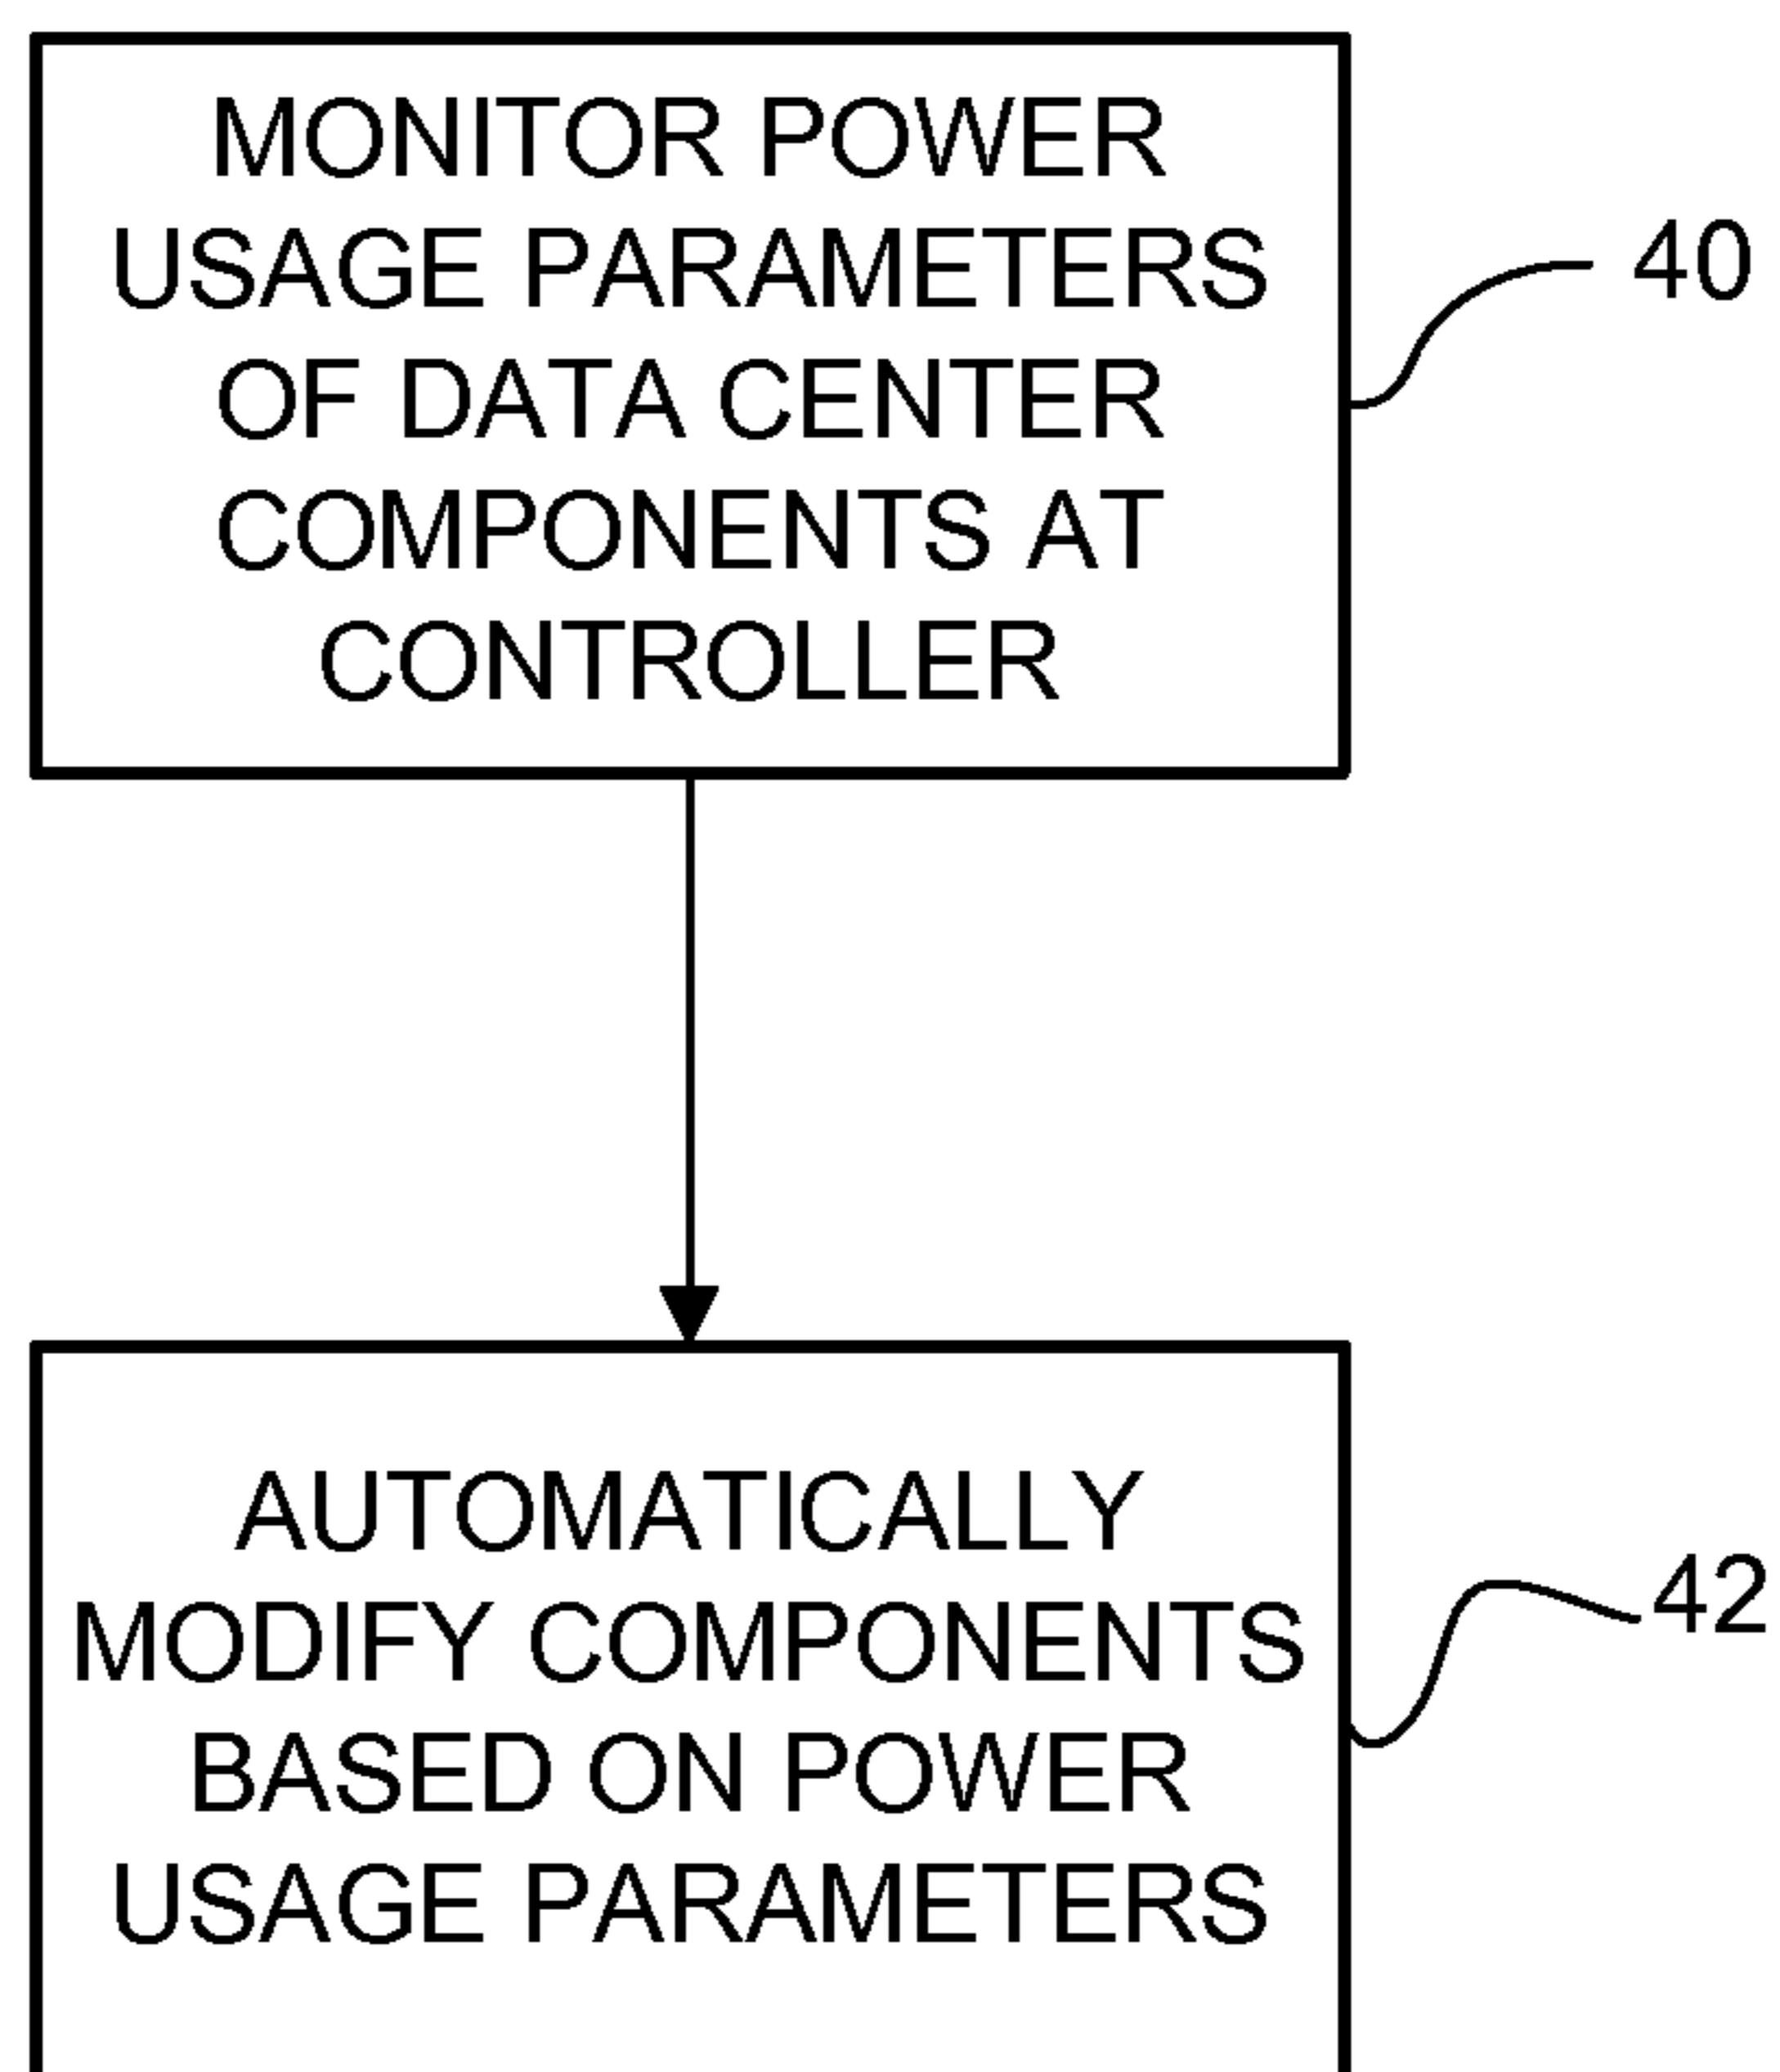 MONITOR POWER
USAGE PARAMETERS
OF DATA CENTER
COMPONENTS AT
CONTROLLER
40
AUTOMATICALLY
MODIFY COMPONENTS
BASED ON POWER
USAGE PARAMETERS
42